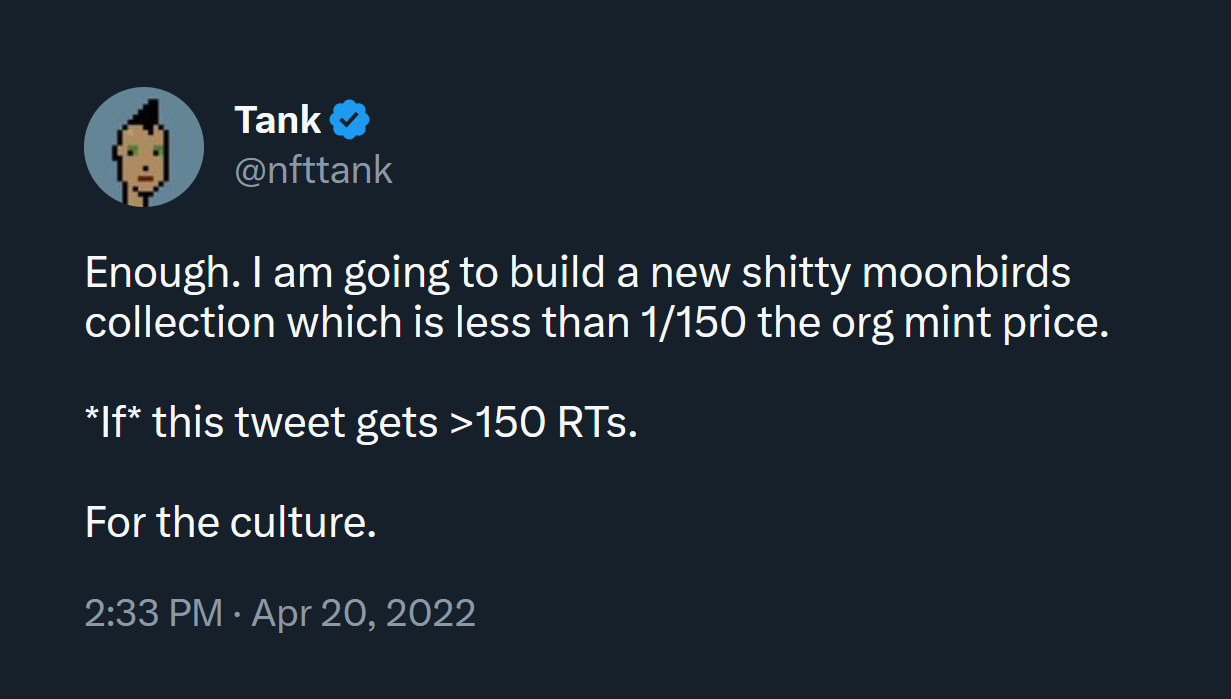 Tank
@nfttank
Enough. I am going to build a new shitty moonbirds
collection which is less than 1/150 the org mint price.
*If* this tweet gets >150 RTs.
For the culture.
2:33 PM · Apr 20, 2022